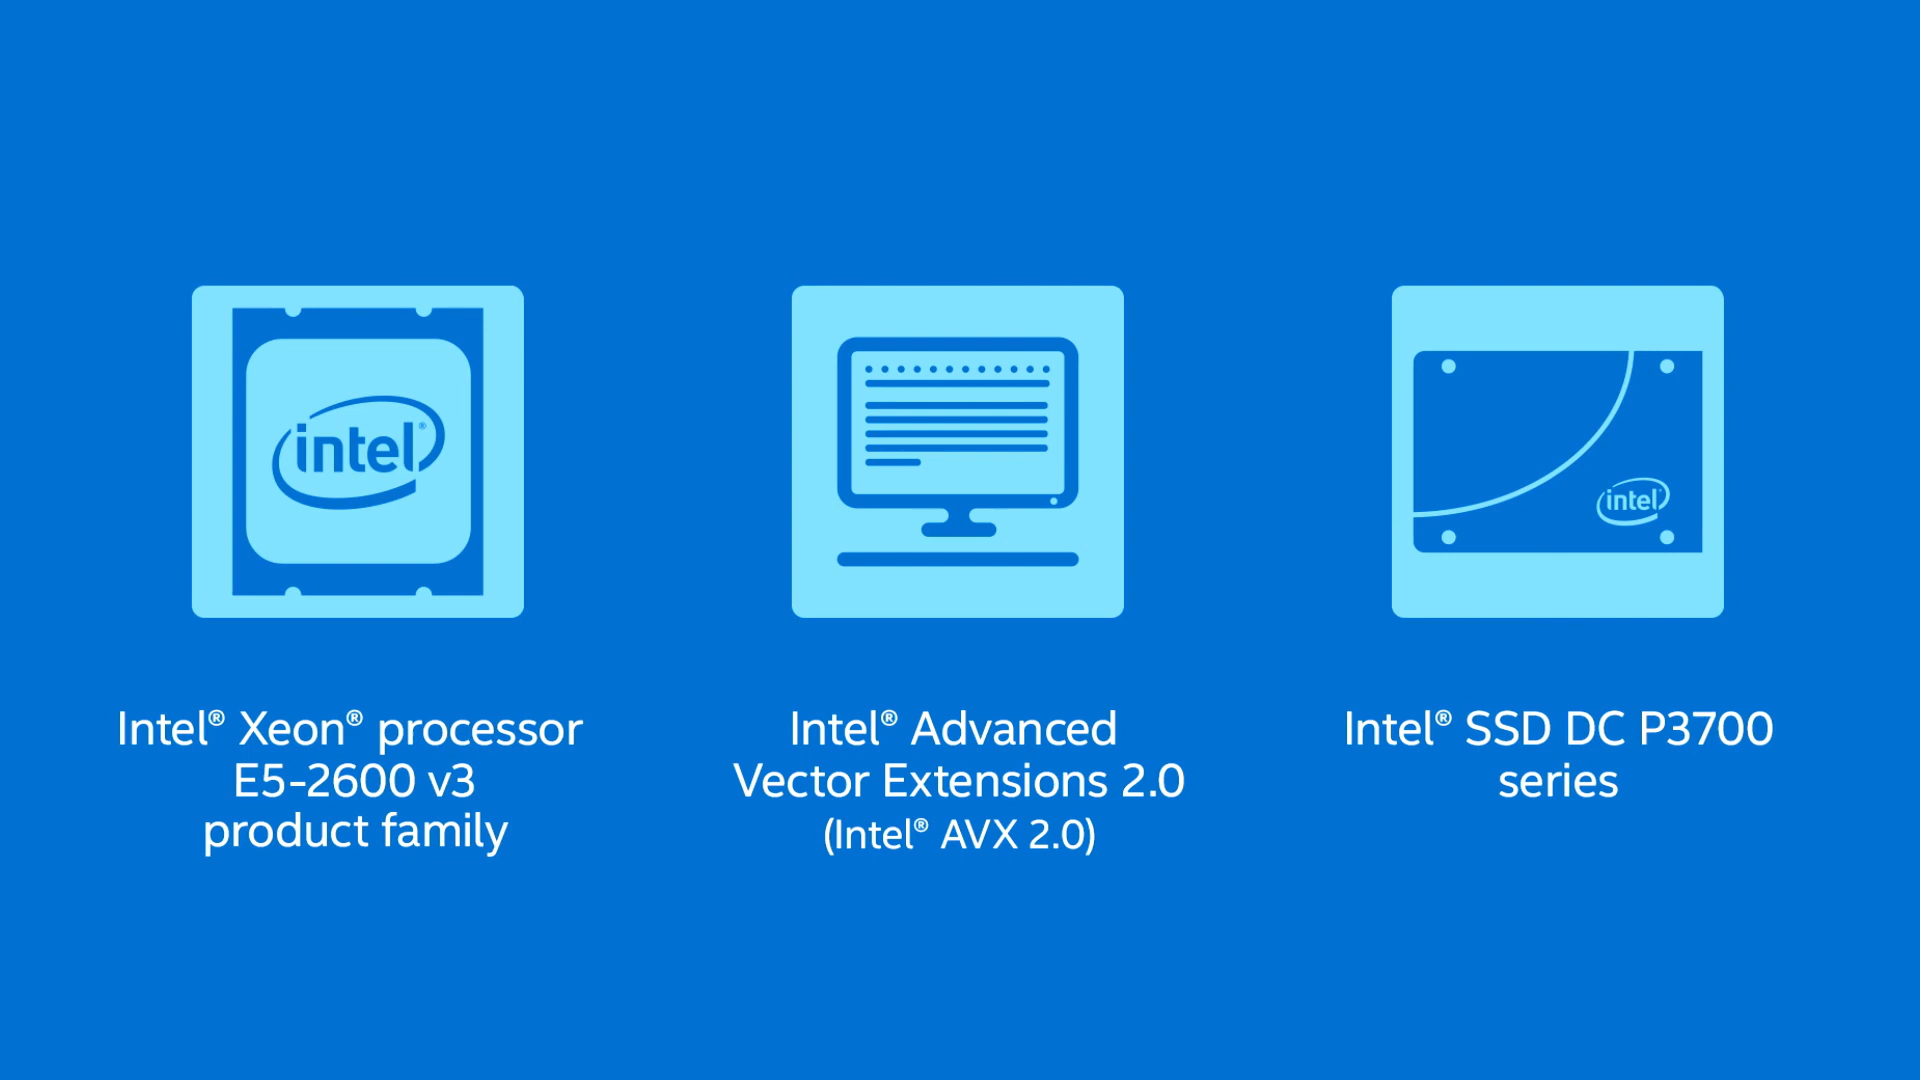 intel®
intel
Intel® Xeon® processor
E5-2600 v3
product family
Intel® Advanced
Vector Extensions 2.0
(Intel® AVX 2.0)
Intel® SSD DC P3700
series